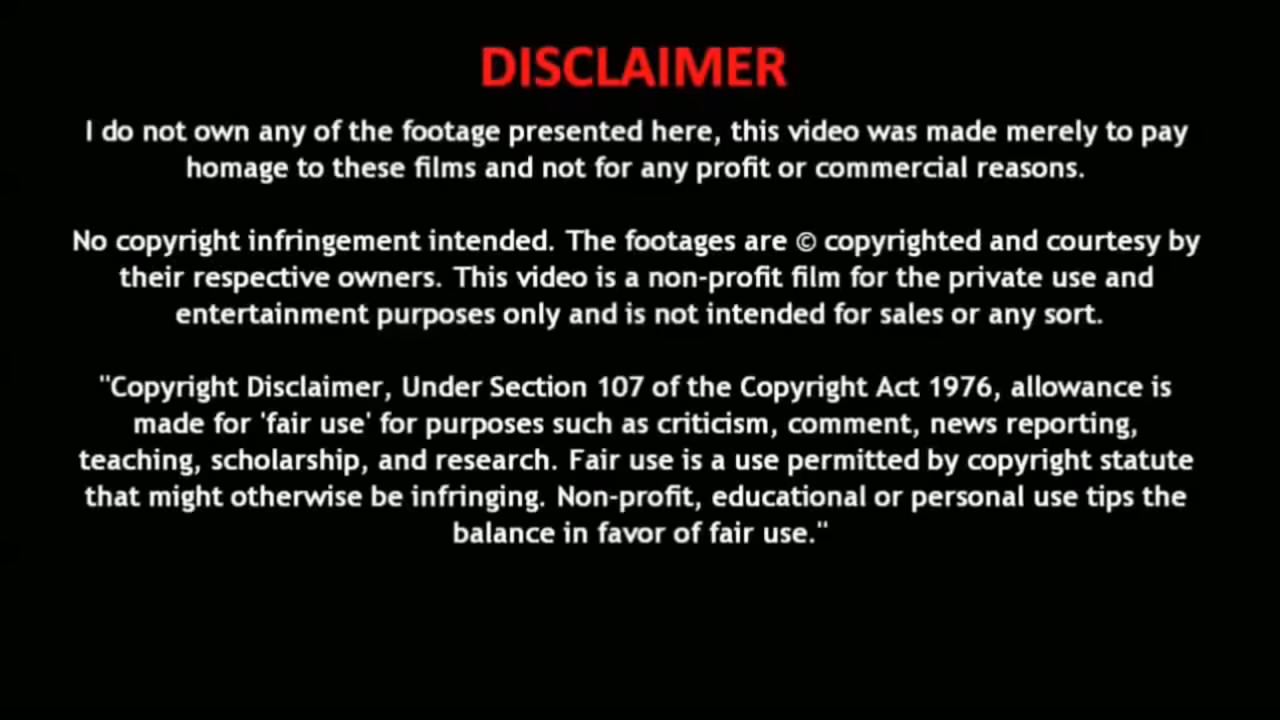 DISCLAIMER
I do not own any of the footage presented here, this video was made merely to pay
homage to these films and not for any profit or commercial reasons.
No copyright infringement intended. The footages are © copyrighted and courtesy by
their respective owners. This video is a non-profit film for the private use and
entertainment purposes only and is not intended for sales or any sort.
"Copyright Disclaimer, Under Section 107 of the Copyright Act 1976, allowance is
made for 'fair use' for purposes such as criticism, comment, news reporting,
teaching, scholarship, and research. Fair use is a use permitted by copyright statute
that might otherwise be infringing. Non-profit, educational or personal use tips the
balance in favor of fair use."